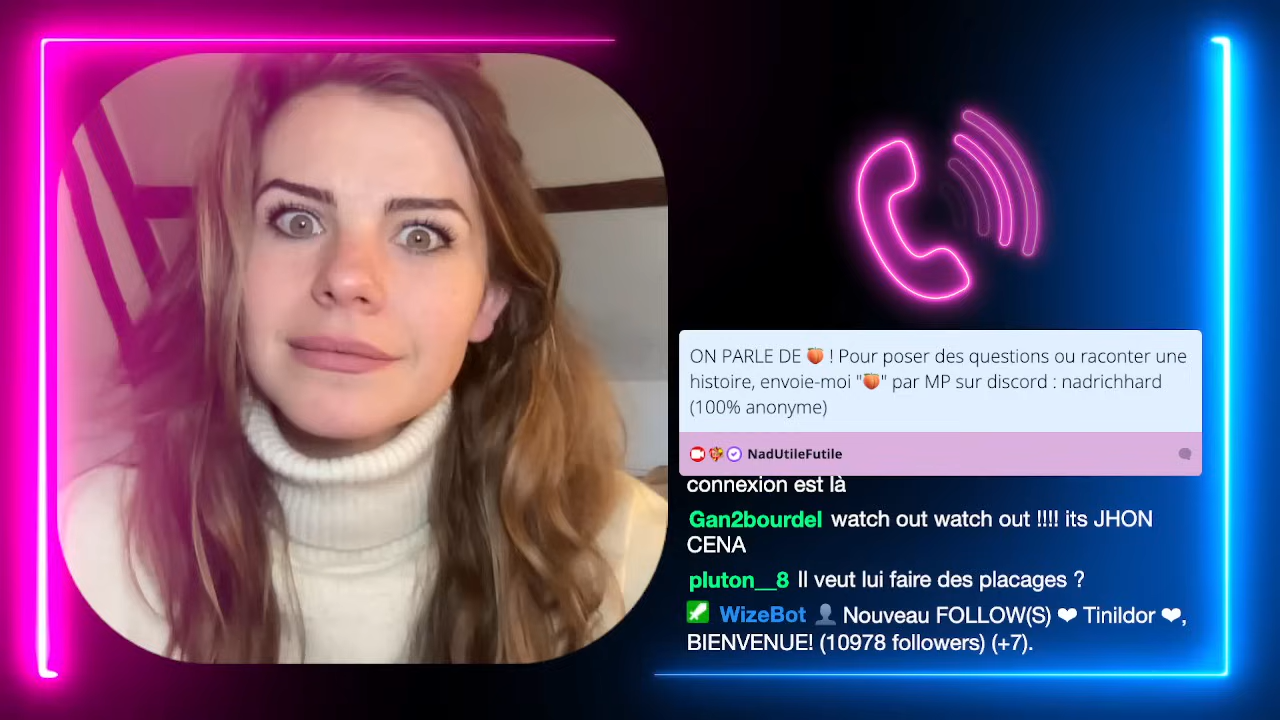 ON PARLE DE 🍑 ! Pour poser des questions ou raconter une
histoire, envoie-moi "🍑" par MP sur discord : nadrichhard
(100% anonyme)
NadUtileFutile
connexion est là
Gan2bourdel watch out watch out !!!! its JHON
CENA
pluton__8 Il veut lui faire des placages ?
WizeBot 👤 Nouveau FOLLOW(S) ❤ Tinildor ❤,
BIENVENUE! (10978 followers) (+7).